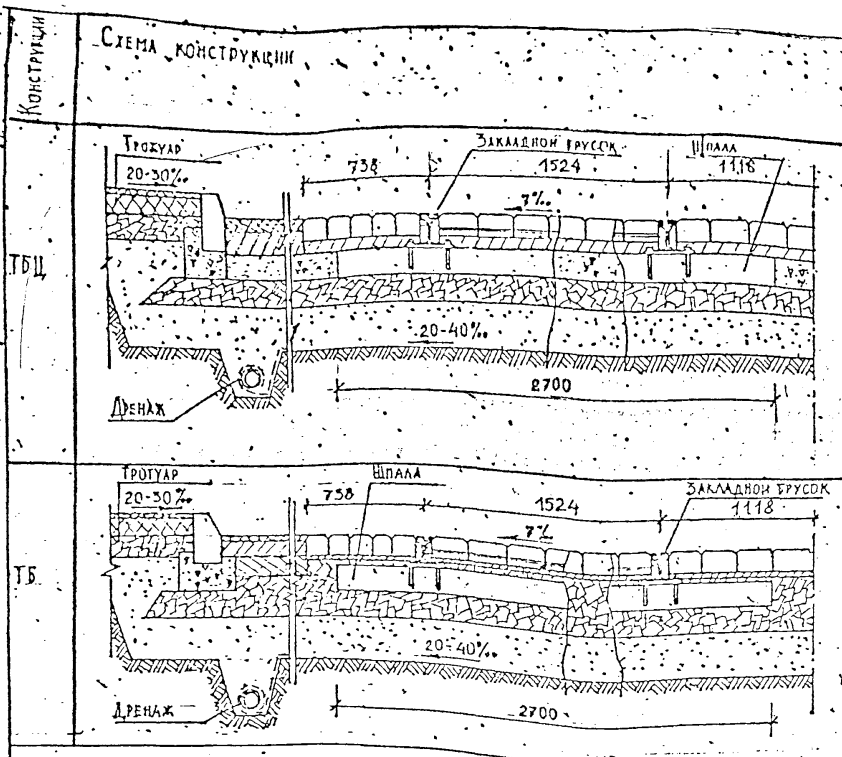 Конструкции
Схема конструкции
ТБЦ
Тротуар
20-30‰
738
Закладной брусок
1524
Шпала
1118
7‰
20-40‰
2700
Дренаж
ТБ
Тротуар
20-30‰
738
Шпала
1524
Закладной брусок
1118
7%
20-40‰
2700
Дренаж